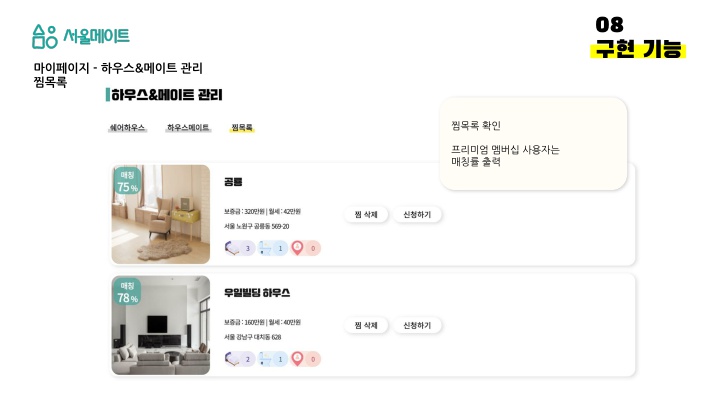 서울메이트
08
구현 기능
마이페이지 - 하우스&메이트 관리
찜목록
하우스&메이트 관리
쉐어하우스
하우스메이트
찜목록
찜목록 확인
프리미엄 멤버십 사용자는
매칭률 출력
매칭
75 %
공릉
보증금 : 320만원 | 월세 : 42만원
서울 노원구 공릉동 569-20
찜 삭제
신청하기
3
1
0
매칭
78 %
우일빌딩 하우스
보증금 : 160만원 | 월세 : 40만원
서울 강남구 대치동 628
찜 삭제
신청하기
2
1
0